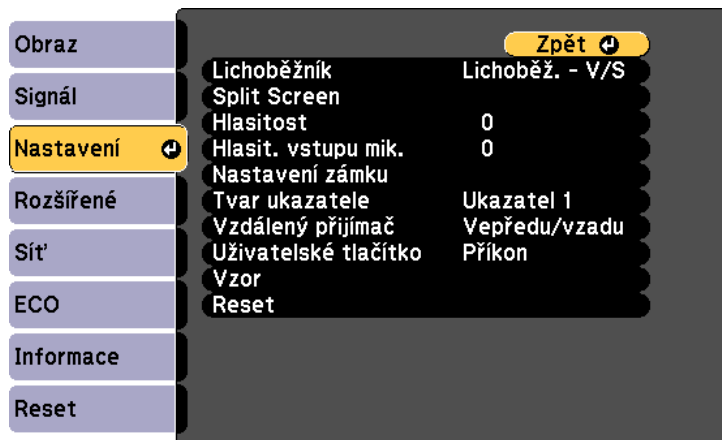 Obraz
Signál
Nastavení
Rozšířené
Síť
ECO
Informace
Reset
Zpět
Lichoběžník Lichoběž. - V/S
Split Screen
Hlasitost 0
Hlasit. vstupu mik. 0
Nastavení zámku
Tvar ukazatele Ukazatel 1
Vzdálený přijímač Vepředu/vzadu
Uživatelské tlačítko Příkon
Vzor
Reset